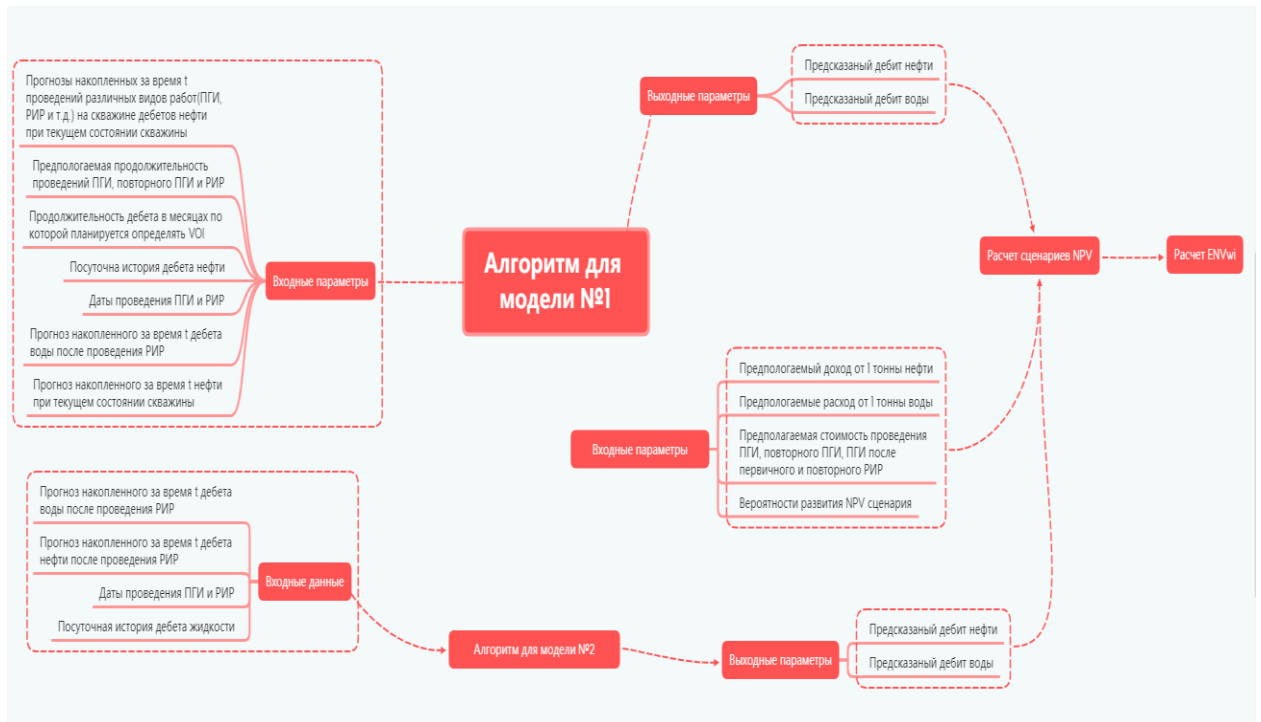 Прогнозы накопленных за время t
проведений различных видов работ(ПГИ,
РИР и т.д.) на скважине дебетов нефти
при текущем состоянии скважины
Предпологаемая продолжительность
проведений ПГИ, повторного ПГИ и РИР
Продолжительность дебета в месяцах по
которой планируется определять VOI
Посуточна история дебета нефти
Даты проведения ПГИ и РИР
Прогноз накопленного за время t дебета
воды после проведения РИР
Прогноз накопленного за время t нефти
при текущем состоянии скважины
Входные параметры
Алгоритм для
модели №1
Выходные параметры
Предсказаный дебит нефти
Предсказаный дебит воды
Расчет сценариев NPV
Расчет ENVwi
Входные параметры
Предпологаемый доход от 1 тонны нефти
Предпологаемые расход от 1 тонны воды
Предполагаемая стоимость проведения
ПГИ, повторного ПГИ, ПГИ после
первичного и повторного РИР
Вероятности развития NPV сценария
Прогноз накопленного за время t дебета
воды после проведения РИР
Прогноз накопленного за время t дебета
нефти после проведения РИР
Даты проведения ПГИ и РИР
Посуточная история дебета жидкости
Входные данные
Алгоритм для модели №2
Выходные параметры
Предсказаный дебит нефти
Предсказаный дебит воды